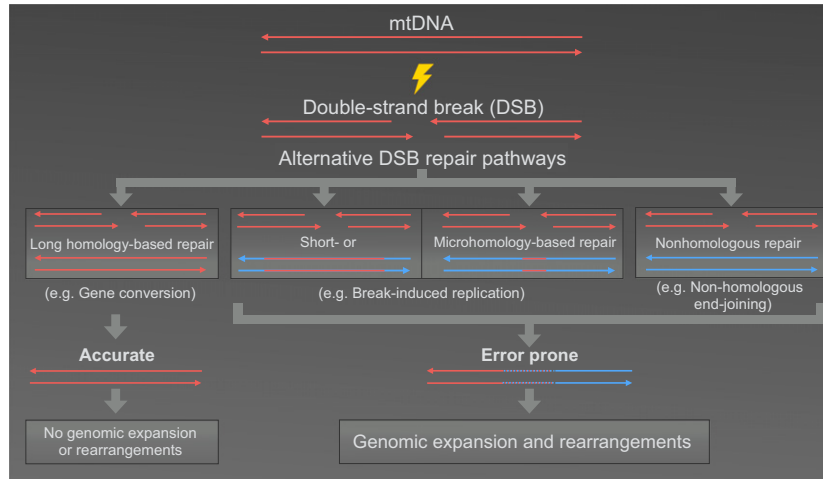 mtDNA
Double-strand break (DSB)
Alternative DSB repair pathways
Long homology-based repair
Short- or
Microhomology-based repair
Nonhomologous repair
(e.g. Gene conversion)
(e.g. Break-induced replication)
(e.g. Non-homologous
end-joining)
Accurate
Error prone
No genomic expansion
or rearrangements
Genomic expansion and rearrangements